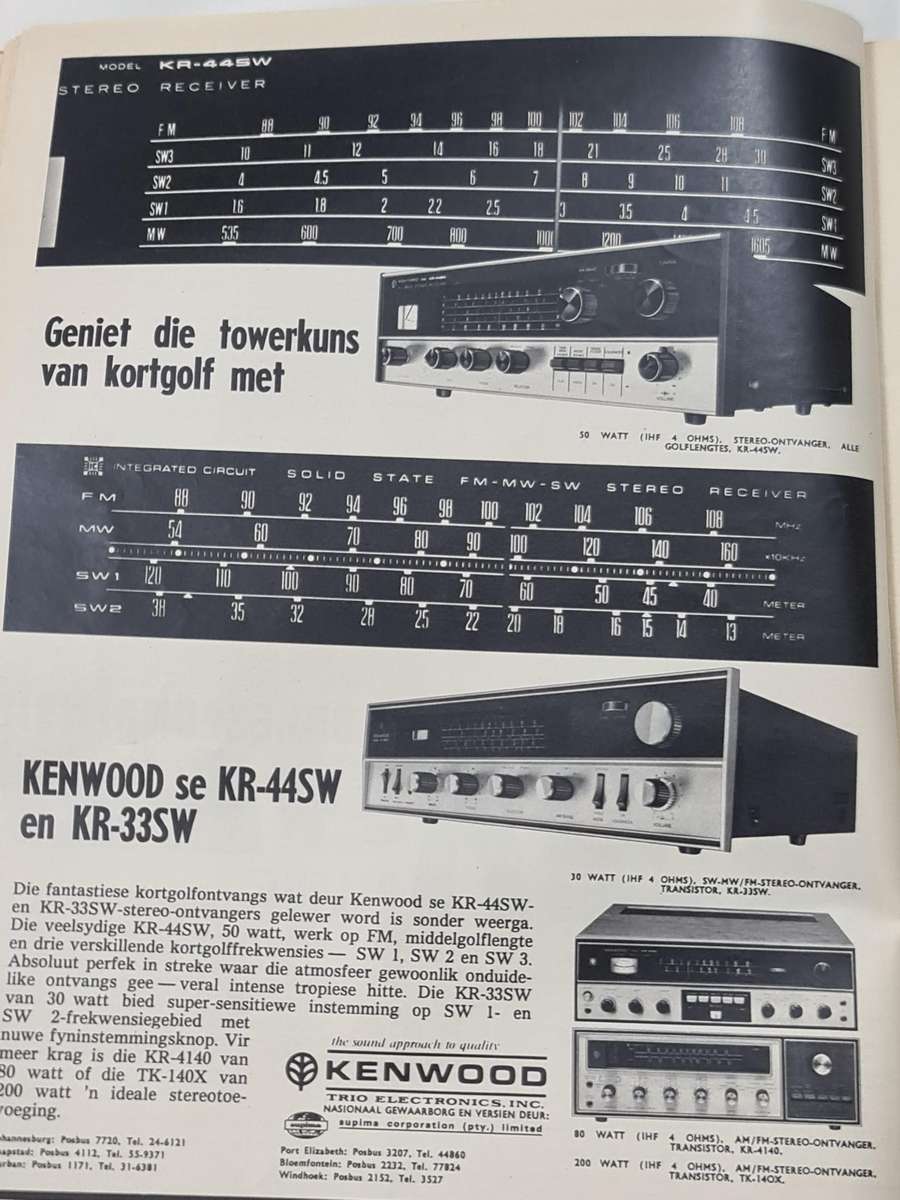 MODEL KR-44SW
STEREO RECEIVER
FM 88 90 92 94 96 98 100 102 104 106 108 FM
SW3 10 11 12 14 16 18 21 25 28 30 SW3
SW2 4 4.5 5 6 7 8 9 10 11 SW2
SW1 1.6 1.8 2 2.2 2.5 3 3.5 4 4.5 SW1
MW 535 600 700 800 1000 1200 1605 MW
Geniet die towerkuns
van kortgolf met
VOLUME
50 WATT (IHF 4 OHMS), STEREO-ONTVANGER, ALLE
GOLFLENGTES, KR-44SW.
INTEGRATED CIRCUIT SOLID STATE FM-MW-SW STEREO RECEIVER
FM 88 90 92 94 96 98 100 102 104 106 108 MHz
MW 54 60 70 80 90 100 120 140 160 x10KHz
SW1 120 110 100 90 80 70 60 50 45 40 METER
SW2 38 35 32 28 25 22 20 18 16 15 14 13 METER
VOLUME
KENWOOD se KR-44SW
en KR-33SW
30 WATT (IHF 4 OHMS), SW-MW/FM-STEREO-ONTVANGER,
TRANSISTOR, KR-33SW.
Die fantastiese kortgolfontvangs wat deur Kenwood se KR-44SW-
en KR-33SW-stereo-ontvangers gelewer word is sonder weerga.
Die veelsydige KR-44SW, 50 watt, werk op FM, middelgolflengte
en drie verskillende kortgolffrekwensies — SW 1, SW 2 en SW 3.
Absoluut perfek in streke waar die atmosfeer gewoonlik onduide-
like ontvangs gee — veral intense tropiese hitte. Die KR-33SW
van 30 watt bied super-sensitiewe instemming op SW 1- en
SW 2-frekwensiegebied met
nuwe fyninstemmingsknop. Vir
meer krag is die KR-4140 van
80 watt of die TK-140X van
200 watt 'n ideale stereotoe-
voeging.
the sound approach to quality
KENWOOD
TRIO ELECTRONICS, INC.
NASIONAAL GEWAARBORG EN VERSIEN DEUR:
supima supima corporation (pty.) limited
hannesburg: Posbus 7720, Tel. 24-6121
apstad: Posbus 4112, Tel. 55-9371
rban: Posbus 1171, Tel. 31-6381
Port Elizabeth: Posbus 3207, Tel. 44860
Bloemfontein: Posbus 2232, Tel. 77824
Windhoek: Posbus 2152, Tel. 3527
80 WATT (IHF 4 OHMS), AM/FM-STEREO-ONTVANGER,
TRANSISTOR, KR-4140.
200 WATT (IHF 4 OHMS), AM/FM-STEREO-ONTVANGER,
TRANSISTOR, TK-140X.